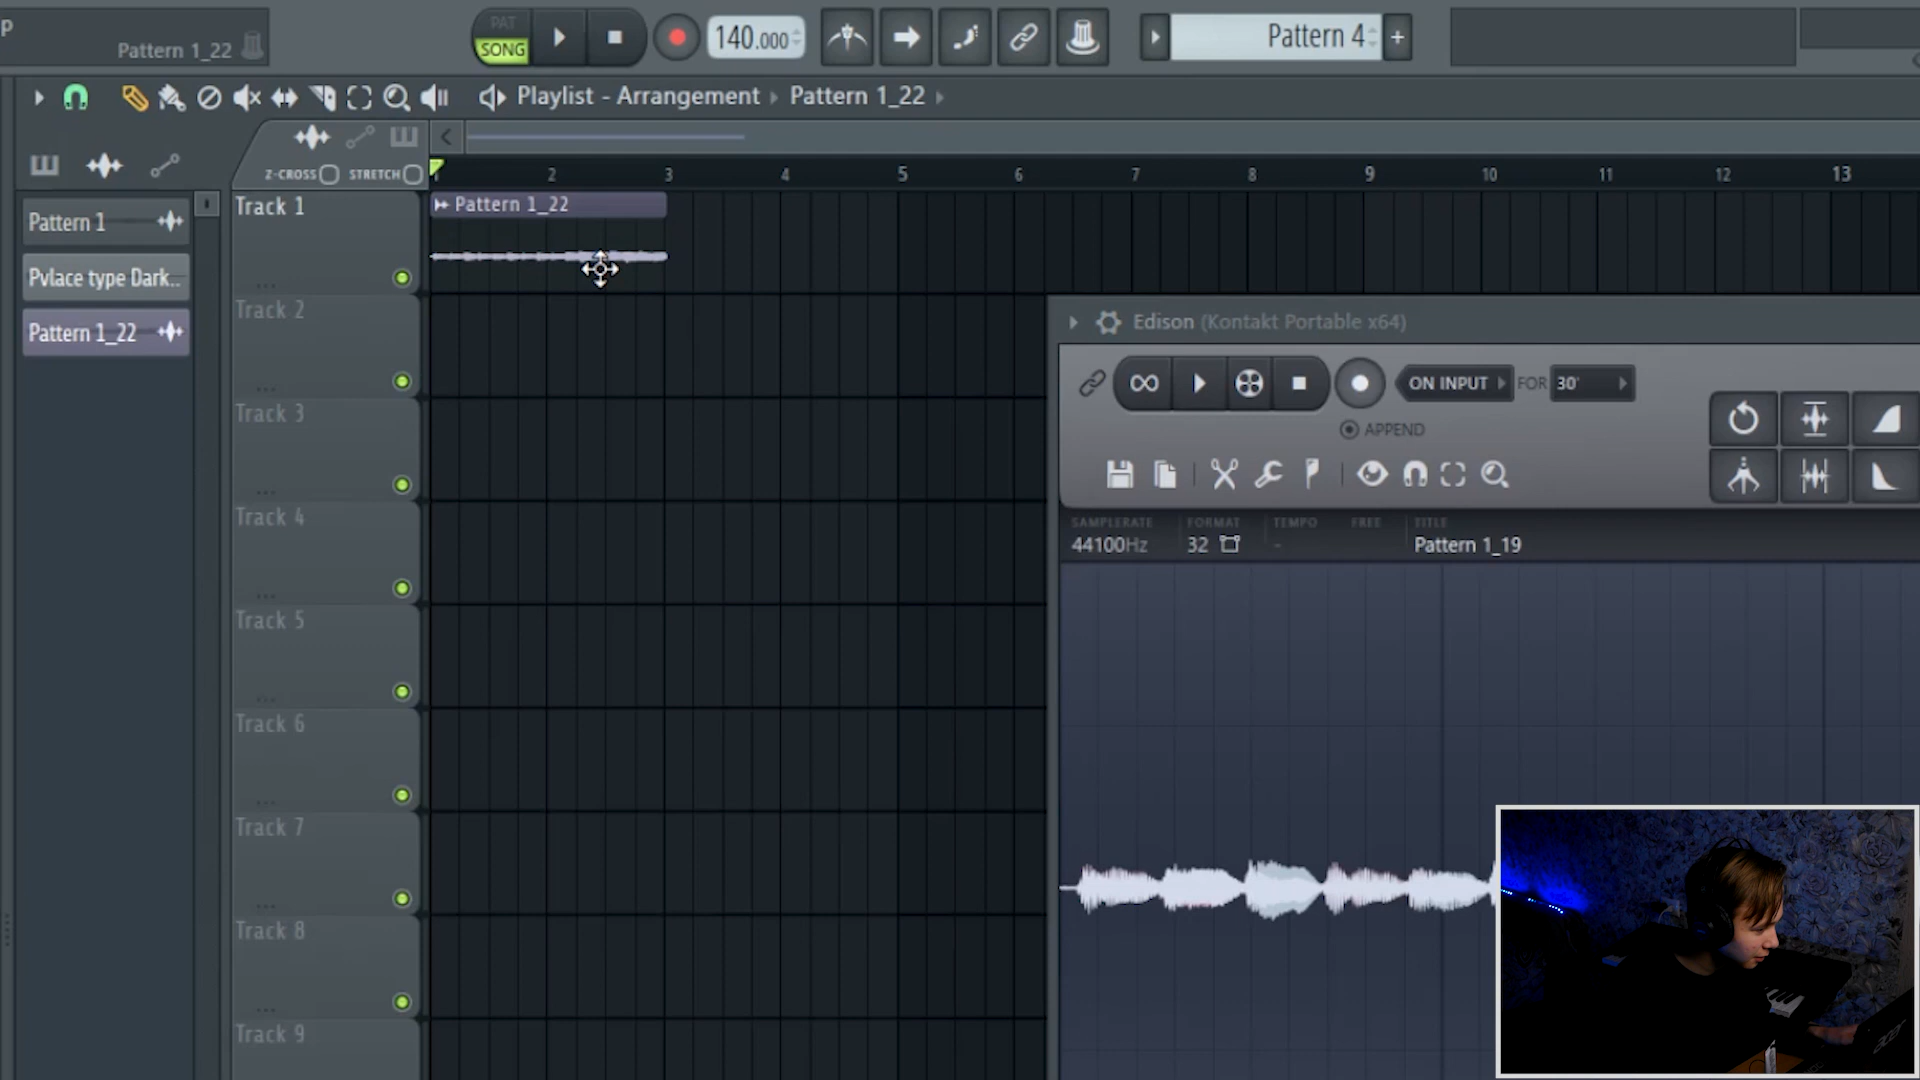 P
PAT
Pattern 1_22
SONG
140.000
Pattern 4
+
Playlist - Arrangement Pattern 1_22
Z-CROSS STRETCH
2 3 4 5 6 7 8 9 10 11 12 13
Pattern 1
Pvlace type Dark..
Pattern 1_22
Track 1
Pattern 1_22
Track 2
Track 3
Track 4
Track 5
Track 6
Track 7
Track 8
Track 9
Edison (Kontakt Portable x64)
ON INPUT FOR 30'
APPEND
SAMPLERATE FORMAT TEMPO FREE TITLE
44100Hz 32 - Pattern 1_19
acer